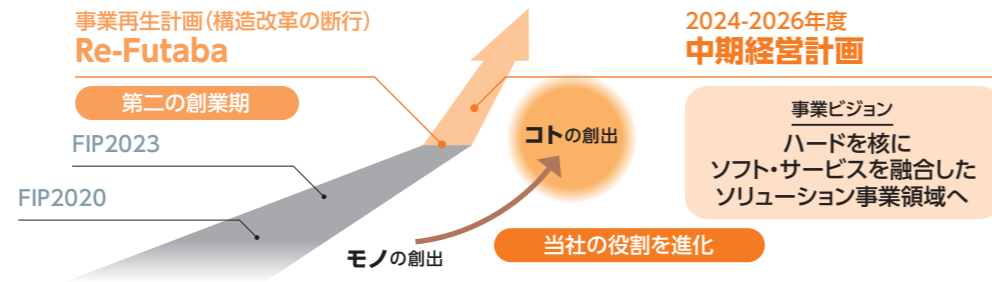 事業再生計画（構造改革の断行）
Re-Futaba
第二の創業期
FIP2023
FIP2020
モノの創出
コトの創出
当社の役割を進化
2024-2026年度
中期経営計画
事業ビジョン
ハードを核に
ソフト・サービスを融合した
ソリューション事業領域へ